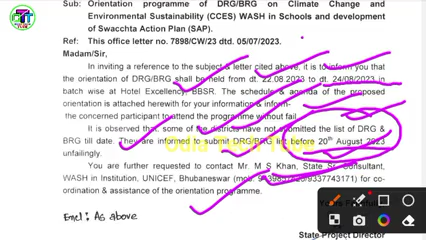 Sub: Orientation programme of DRG/BRG on Climate Change and
Environmental Sustainability (CCES) WASH in Schools and development
of Swachta Action Plan (SAP).
Ref: This office letter no. 7898/CW/23 dtd. 05/07/2023.
Madam/Sir,
In inviting a reference to the subject & letter cited above, it is to inform you
that the orientation of DRG/BRG shall be held from dt. 22.08.2023 to dt. 24/08/2023 in
batch wise at Hotel Excellency BBSR. The schedule & agenda of the proposed
orientation is attached herewith for your information & inform
the concerned participant to attend the programme without fail.
It is observed that some of the districts have not submitted the list of DRG &
BRG till date. They are informed to submit DRG/BRG list before 20th August 2023
unfailingly.
You are further requested to contact Mr. M S Khan, State Consultant,
WASH in Institution, UNICEF, Bhubaneswar (mob. /9337743171) for co-
ordination & assistance of the orientation programme.
Yours
Encl: As above
State Project Director